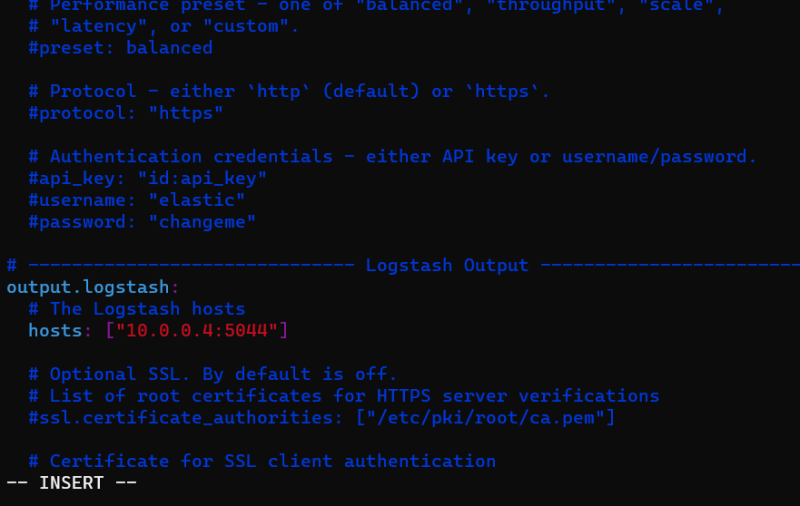 # Performance preset - one of "balanced", "throughput", "scale",
# "latency", or "custom".
#preset: balanced
# Protocol - either `http` (default) or `https`.
#protocol: "https"
# Authentication credentials - either API key or username/password.
#api_key: "id:api_key"
#username: "elastic"
#password: "changeme"
# ------------------------------ Logstash Output ------------------------
output.logstash:
# The Logstash hosts
hosts: ["10.0.0.4:5044"]
# Optional SSL. By default is off.
# List of root certificates for HTTPS server verifications
#ssl.certificate_authorities: ["/etc/pki/root/ca.pem"]
# Certificate for SSL client authentication
-- INSERT --